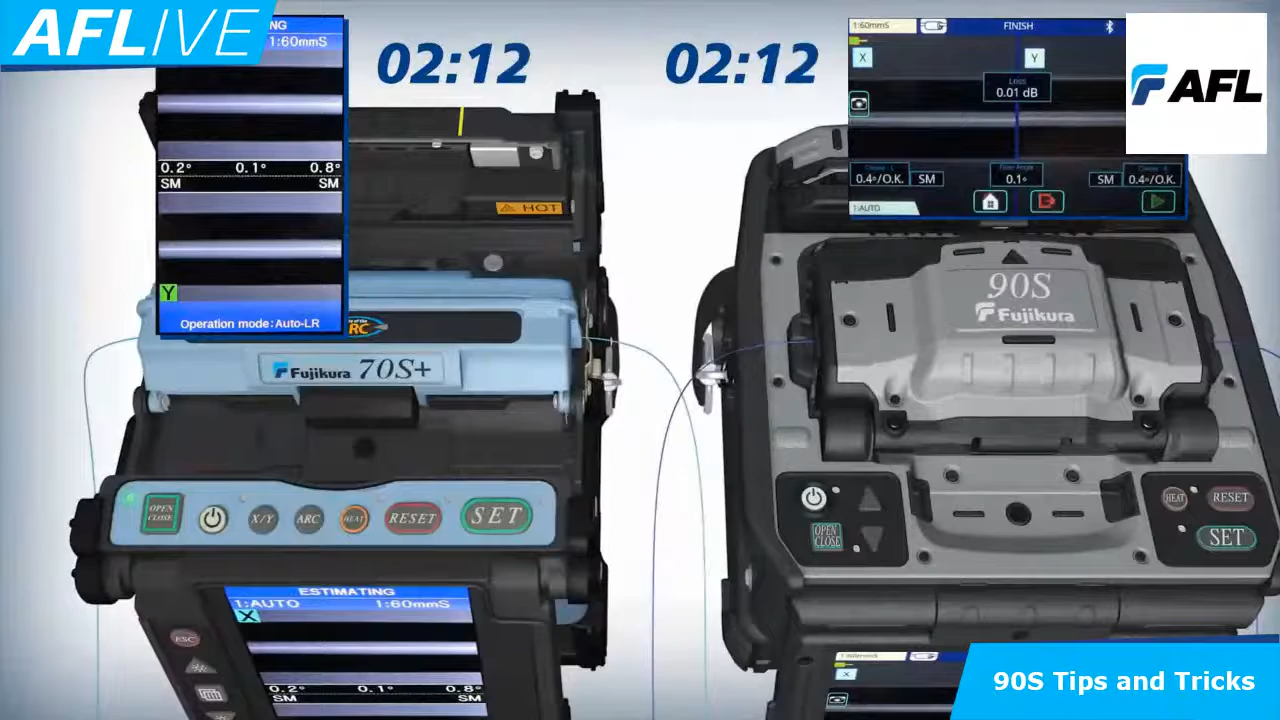 AFLIVE
NG
1:60mmS
0.2° 0.1° 0.8°
SM SM
Y
Operation mode:Auto-LR
02:12
02:12
1:60mmS
FINISH
X
Y
Loss
0.01 dB
0.4°/O.K.
SM
0.1°
SM
0.4°/O.K.
1:AUTO
AFL
HOT
RC
Fujikura 70S+
90S
Fujikura
OPEN
CLOSE
X/Y
ARC
HEAT
RESET
SET
OPEN
CLOSE
HEAT
RESET
SET
ESTIMATING
1:AUTO 1:60mmS
X
0.2° 0.1° 0.8°
SM SM
ESC
X
90S Tips and Tricks